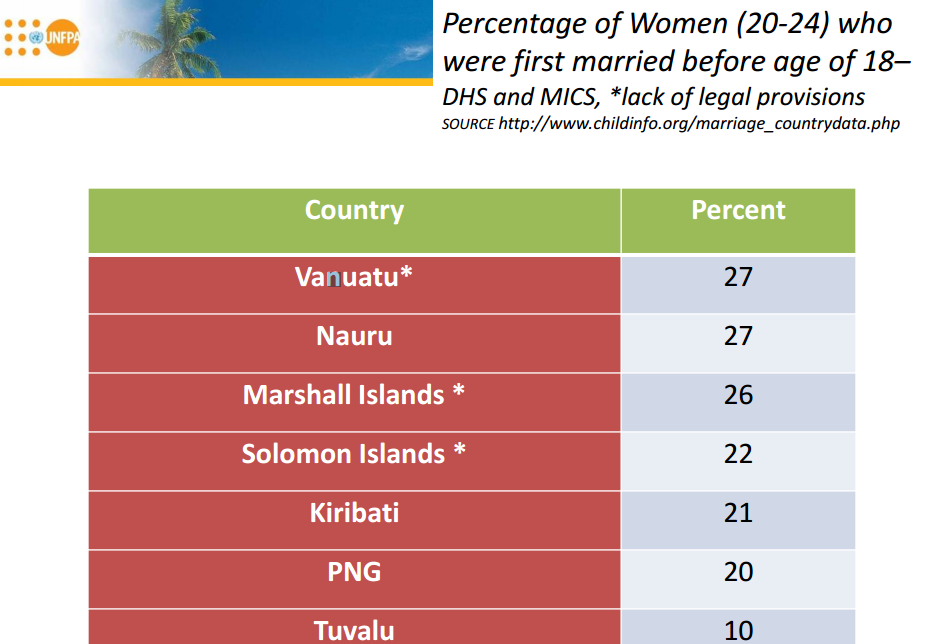 UNFPA
Percentage of Women (20-24) who
were first married before age of 18–
DHS and MICS, *lack of legal provisions
SOURCE http://www.childinfo.org/marriage_countrydata.php
Country Percent
Vanuatu* 27
Nauru 27
Marshall Islands * 26
Solomon Islands * 22
Kiribati 21
PNG 20
Tuvalu 10